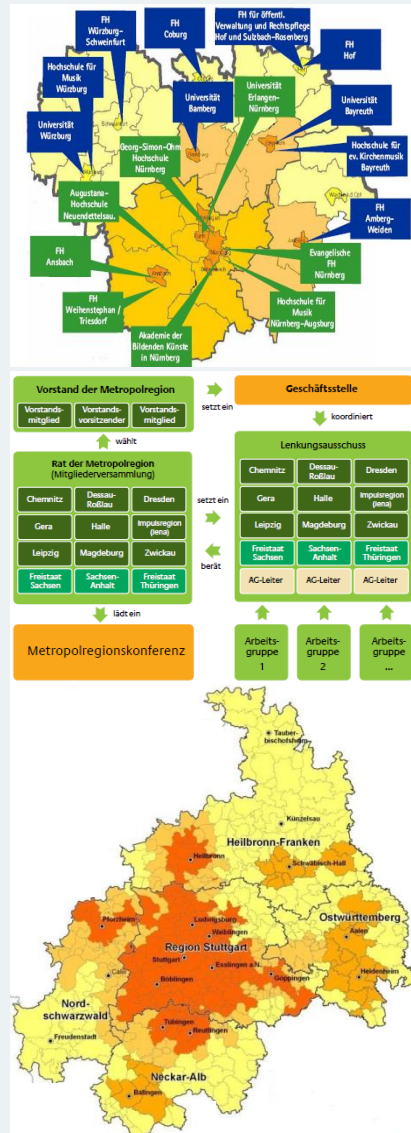 FH
Würzburg-
Schweinfurt
FH
Coburg
FH für öffentl.
Verwaltung und Rechtspflege
Hof und Sulzbach-Rosenberg
FH
Hof
Hochschule für
Musik
Würzburg
Universität
Bamberg
Universität
Erlangen-
Nürnberg
Universität
Bayreuth
Universität
Würzburg
Georg-Simon-Ohm
Hochschule
Nürnberg
Hochschule für
ev. Kirchenmusik
Bayreuth
Augustana-
Hochschule
Neuendettelsau.
FH
Amberg-
Weiden
FH
Ansbach
Evangelische
FH
Nürnberg
FH
Weihenstephan /
Triesdorf
Hochschule für
Musik
Nürnberg-Augsburg
Akademie der
Bildenden Künste
in Nürnberg
Vorstand der Metropolregion
Vorstands-
mitglied
Vorstands-
vorsitzender
Vorstands-
mitglied
setzt ein
Geschäftsstelle
wählt
koordiniert
Rat der Metropolregion
(Mitgliederversammlung)
Chemnitz
Dessau-
Roßlau
Dresden
Gera
Halle
Impulsregion
(Jena)
Leipzig
Magdeburg
Zwickau
Freistaat
Sachsen
Sachsen-
Anhalt
Freistaat
Thüringen
setzt ein
berät
Lenkungsausschuss
Chemnitz
Dessau-
Roßlau
Dresden
Gera
Halle
Impulsregion
(Jena)
Leipzig
Magdeburg
Zwickau
Freistaat
Sachsen
Sachsen-
Anhalt
Freistaat
Thüringen
AG-Leiter
AG-Leiter
AG-Leiter
lädt ein
Metropolregionskonferenz
Arbeits-
gruppe
1
Arbeits-
gruppe
2
Arbeits-
gruppe
...
Tauber-
bischofsheim
Künzelsau
Heilbronn-Franken
Heilbronn
Schwäbisch-Hall
Pforzheim
Ludwigsburg
Waiblingen
Ostwürttemberg
Aalen
Region Stuttgart
Stuttgart
Esslingen a.N.
Calw
Böblingen
Göppingen
Heidenheim
Nord-
schwarzwald
Freudenstadt
Tübingen
Reutlingen
Neckar-Alb
Balingen